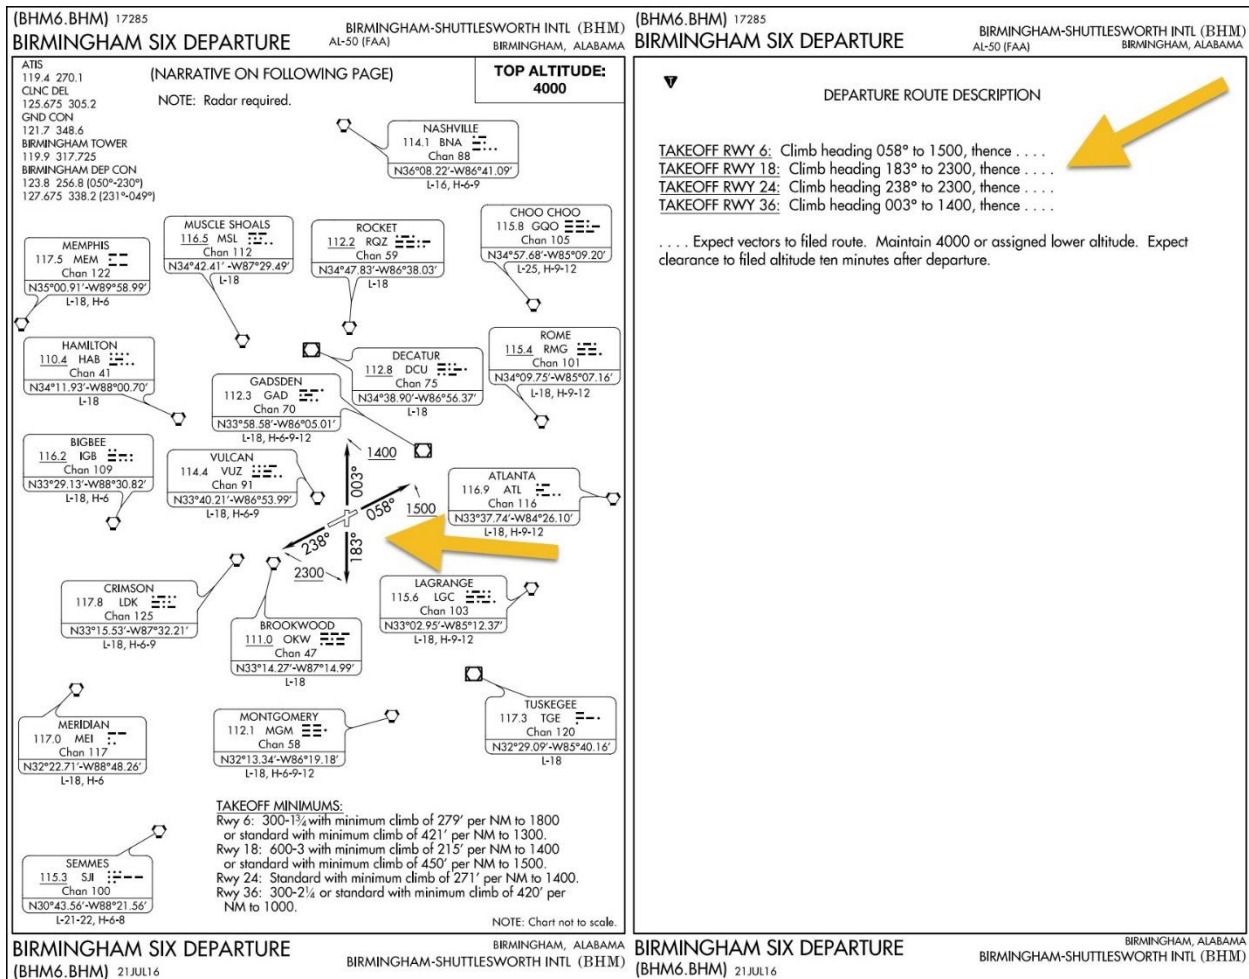 (BHM6.BHM) 17285
BIRMINGHAM SIX DEPARTURE
AL-50 (FAA)
BIRMINGHAM-SHUTTLESWORTH INTL (BHM)
BIRMINGHAM, ALABAMA
ATIS
119.4 270.1
CLNC DEL
125.675 305.2
GND CON
121.7 348.6
BIRMINGHAM TOWER
119.9 317.725
BIRMINGHAM DEP CON
123.8 256.8 (050°-230°)
127.675 338.2 (231°-049°)
(NARRATIVE ON FOLLOWING PAGE)
NOTE: Radar required.
TOP ALTITUDE:
4000
NASHVILLE
114.1 BNA
Chan 88
N36°08.22'-W86°41.09'
L-16, H-6-9
MUSCLE SHOALS
116.5 MSL
Chan 112
N34°42.41'-W87°29.49'
L-18
ROCKET
112.2 RQZ
Chan 59
N34°47.83'-W86°38.03'
L-18
CHOO CHOO
115.8 GQO
Chan 105
N34°57.68'-W85°09.20'
L-25, H-9-12
MEMPHIS
117.5 MEM
Chan 122
N35°00.91'-W89°58.99'
L-18, H-6
HAMILTON
110.4 HAB
Chan 41
N34°11.93'-W88°00.70'
L-18
DECATUR
112.8 DCU
Chan 75
N34°38.90'-W86°56.37'
L-18
ROME
115.4 RMG
Chan 101
N34°09.75'-W85°07.16'
L-18, H-9-12
GADSDEN
112.3 GAD
Chan 70
N33°58.58'-W86°05.01'
L-18, H-6-9-12
BIGBEE
116.2 IGB
Chan 109
N33°29.13'-W88°30.82'
L-18, H-6
VULCAN
114.4 VUZ
Chan 91
N33°40.21'-W86°53.99'
L-18, H-6-9
1400
003°
058°
1500
238°
183°
2300
ATLANTA
116.9 ATL
Chan 116
N33°37.74'-W84°26.10'
L-18, H-9-12
CRIMSON
117.8 LDK
Chan 125
N33°15.53'-W87°32.21'
L-18, H-6-9
BROOKWOOD
111.0 OKW
Chan 47
N33°14.27'-W87°14.99'
L-18
LAGRANGE
115.6 LGC
Chan 103
N33°02.95'-W85°12.37'
L-18, H-9-12
MERIDIAN
117.0 MEI
Chan 117
N32°22.71'-W88°48.26'
L-18, H-6
MONTGOMERY
112.1 MGM
Chan 58
N32°13.34'-W86°19.18'
L-18, H-6-9-12
TUSKEGEE
117.3 TGE
Chan 120
N32°29.09'-W85°40.16'
L-18
SEMMES
115.3 SJI
Chan 100
N30°43.56'-W88°21.56'
L-21-22, H-6-8
TAKEOFF MINIMUMS:
Rwy 6: 300-1¾ with minimum climb of 279' per NM to 1800
or standard with minimum climb of 421' per NM to 1300.
Rwy 18: 600-3 with minimum climb of 215' per NM to 1400
or standard with minimum climb of 450' per NM to 1500.
Rwy 24: Standard with minimum climb of 271' per NM to 1400.
Rwy 36: 300-2¼ or standard with minimum climb of 420' per
NM to 1000.
NOTE: Chart not to scale.
BIRMINGHAM SIX DEPARTURE
(BHM6.BHM) 21JUL16
BIRMINGHAM, ALABAMA
BIRMINGHAM-SHUTTLESWORTH INTL (BHM)
(BHM6.BHM) 17285
BIRMINGHAM SIX DEPARTURE
AL-50 (FAA)
BIRMINGHAM-SHUTTLESWORTH INTL (BHM)
BIRMINGHAM, ALABAMA
T
DEPARTURE ROUTE DESCRIPTION
TAKEOFF RWY 6: Climb heading 058° to 1500, thence . . . .
TAKEOFF RWY 18: Climb heading 183° to 2300, thence . . . .
TAKEOFF RWY 24: Climb heading 238° to 2300, thence . . . .
TAKEOFF RWY 36: Climb heading 003° to 1400, thence . . . .
. . . . Expect vectors to filed route. Maintain 4000 or assigned lower altitude. Expect
clearance to filed altitude ten minutes after departure.
BIRMINGHAM SIX DEPARTURE
(BHM6.BHM) 21JUL16
BIRMINGHAM, ALABAMA
BIRMINGHAM-SHUTTLESWORTH INTL (BHM)